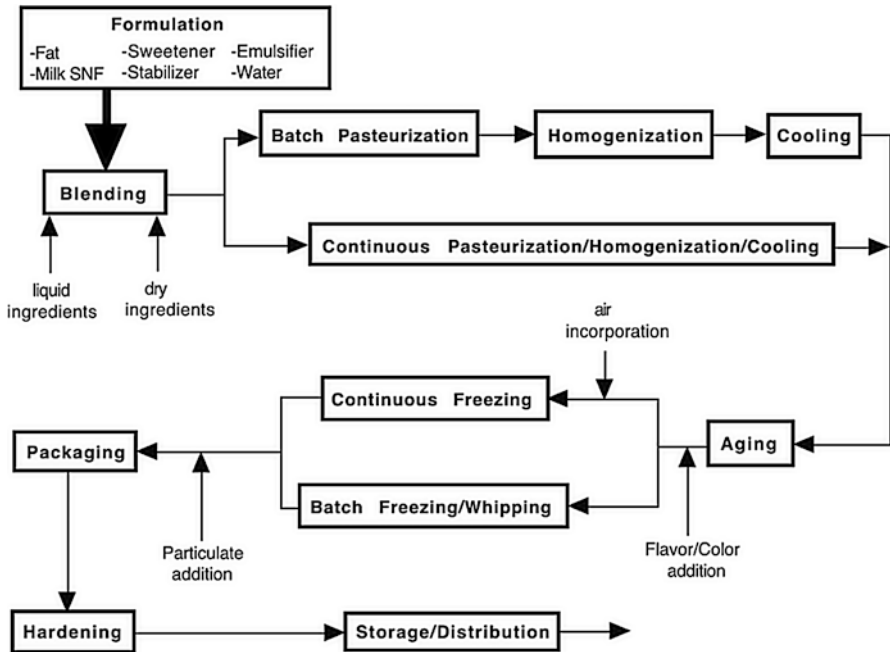 Formulation
-Fat -Sweetener -Emulsifier
-Milk SNF -Stabilizer -Water
Batch Pasteurization
Homogenization
Cooling
Blending
Continuous Pasteurization/Homogenization/Cooling
liquid
ingredients
dry
ingredients
air
incorporation
Continuous Freezing
Aging
Packaging
Batch Freezing/Whipping
Particulate
addition
Flavor/Color
addition
Hardening
Storage/Distribution